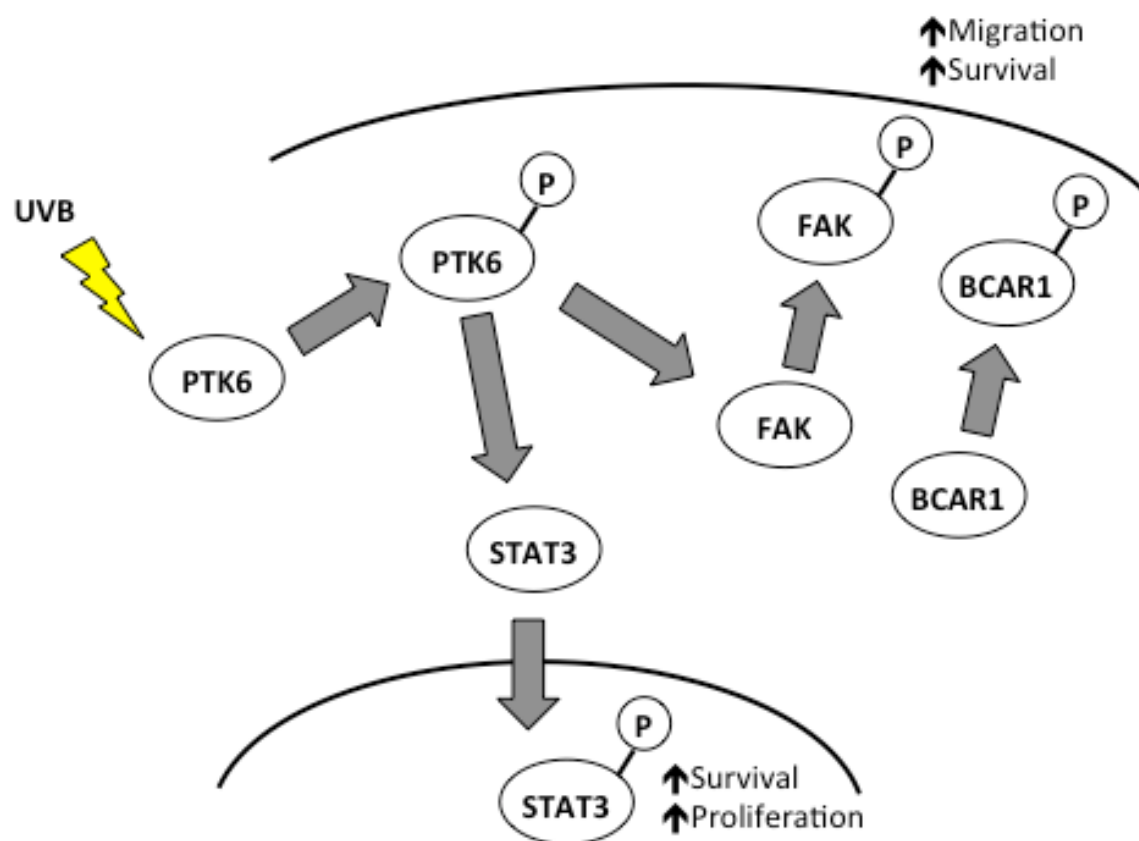 Migration
Survival
P
P
P
UVB
PTK6
FAK
BCAR1
PTK6
FAK
BCAR1
STAT3
P
Survival
STAT3
Proliferation